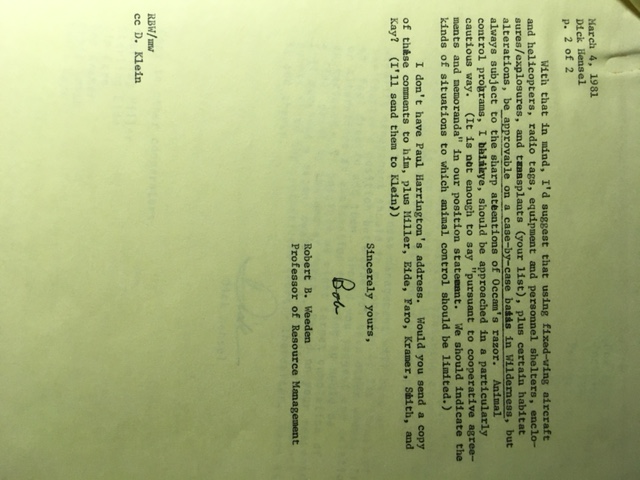 March 4, 1981
Dick Hensel
p. 2 of 2
With that in mind, I'd suggest that using fixed-wing aircraft
and helicopters, radio tags, equipment and personnel shelters, enclo-
sures/explosures, and transplants (your list), plus certain habitat
alterations, be approvable on a case-by-case basis in Wilderness, but
always subject to the sharp attentions of Occam's razor. Animal
control programs, I believe, should be approached in a particularly
cautious way. (It is not enough to say "pursuant to cooperative agree-
ments and memoranda" in our position statement. We should indicate the
kinds of situations to which animal control should be limited.)
I don't have Paul Harrington's address. Would you send a copy
of these comments to him, plus Miller, Eide, Faro, Kramer, Smith, and
Kay? (I'll send them to Klein))
Sincerely yours,
Bob
Robert B. Weeden
Professor of Resource Management
RBW/mw
cc D. Klein